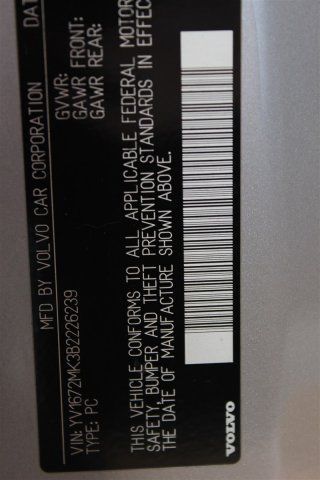 MFD BY VOLVO CAR CORPORATION DAT
GVWR:
GAWR FRONT:
GAWR REAR:
VIN: YV1672MK3B2226239
TYPE: PC
THIS VEHICLE CONFORMS TO ALL APPLICABLE FEDERAL MOTOR
SAFETY, BUMPER AND THEFT PREVENTION STANDARDS IN EFFEC
THE DATE OF MANUFACTURE SHOWN ABOVE.
VOLVO